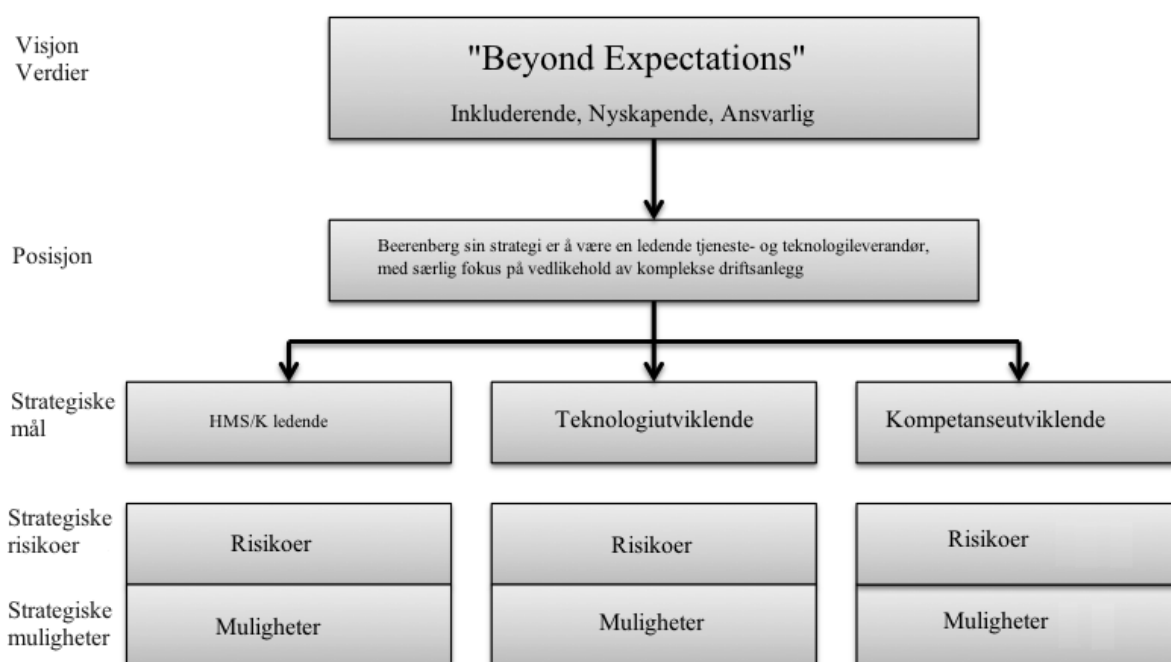 Visjon
Verdier
"Beyond Expectations"
Inkluderende, Nyskapende, Ansvarlig
Posisjon
Beerenberg sin strategi er å være en ledende tjeneste- og teknologileverandør,
med særlig fokus på vedlikehold av komplekse driftsanlegg
Strategiske
mål
HMS/K ledende
Teknologiutviklende
Kompetanseutviklende
Strategiske
risikoer
Risikoer
Risikoer
Risikoer
Strategiske
muligheter
Muligheter
Muligheter
Muligheter